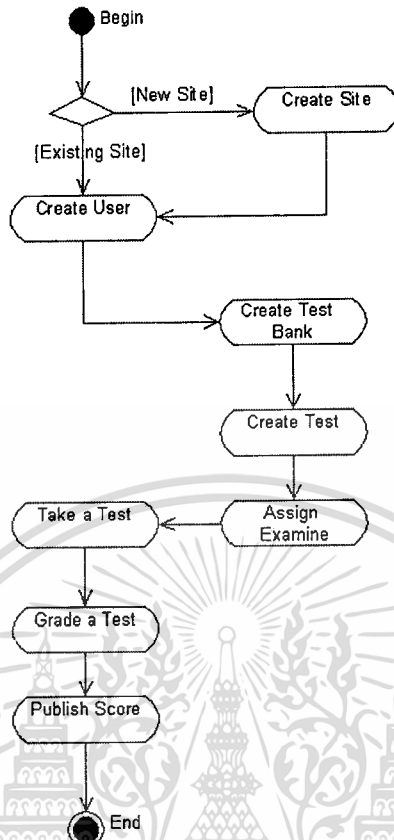 Begin
[New Site]
Create Site
[Existing Site]
Create User
Create Test
Bank
Create Test
Assign
Examine
Take a Test
Grade a Test
Publish Score
End